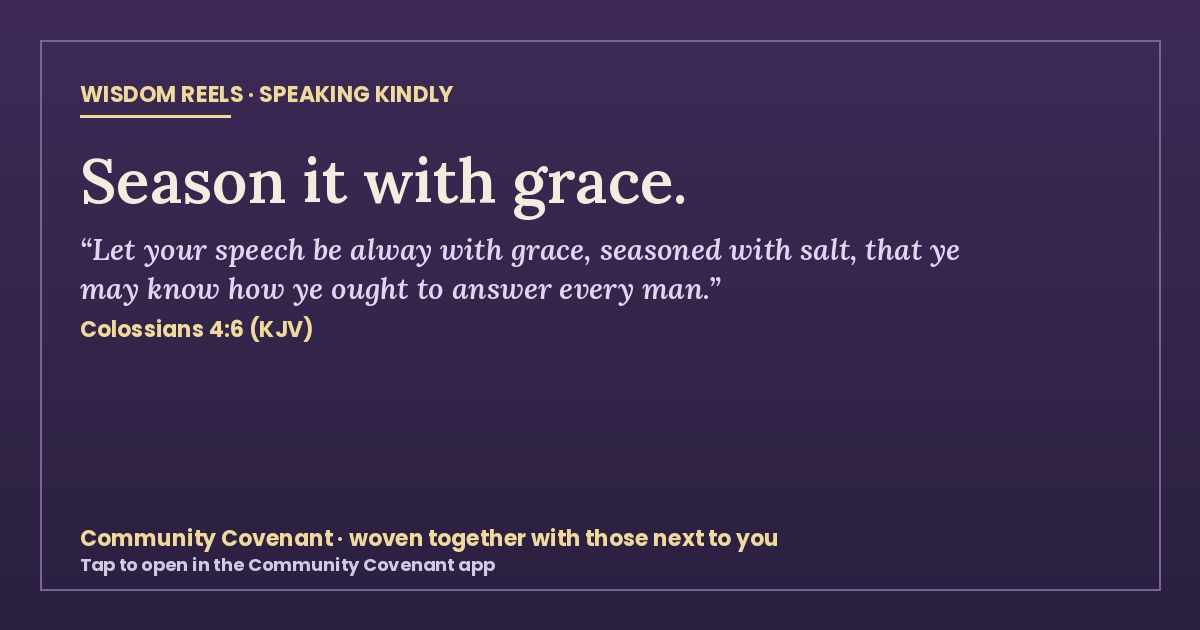 WISDOM REELS · SPEAKING KINDLY
Season it with grace.
“Let your speech be alway with grace, seasoned with salt, that ye
may know how ye ought to answer every man.”
Colossians 4:6 (KJV)
Community Covenant · woven together with those next to you
Tap to open in the Community Covenant app